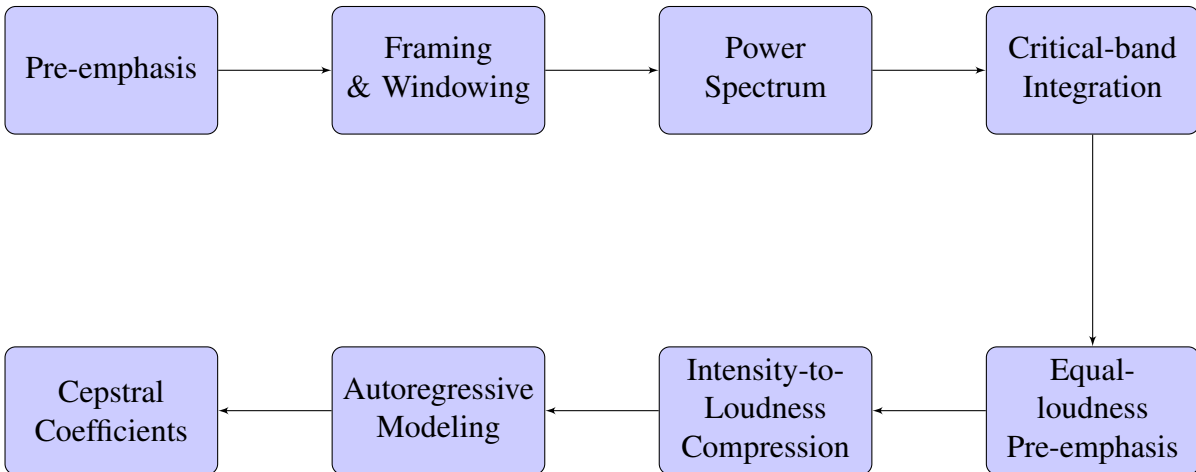 Pre-emphasis
Framing
& Windowing
Power
Spectrum
Critical-band
Integration
Cepstral
Coefficients
Autoregressive
Modeling
Intensity-to-
Loudness
Compression
Equal-
loudness
Pre-emphasis